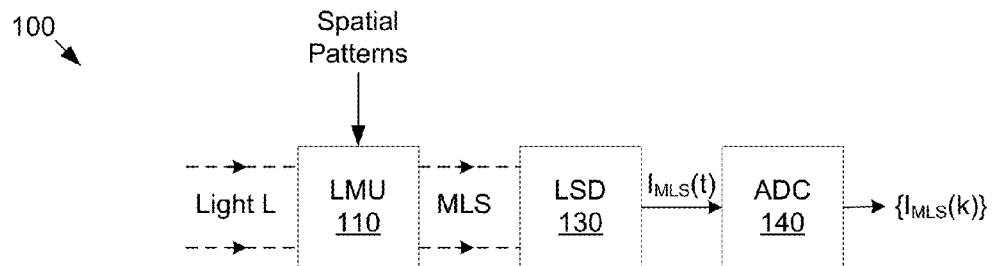 100
Spatial
Patterns
Light L
LMU
110
MLS
LSD
130
I_MLS(t)
ADC
140
{I_MLS(k)}